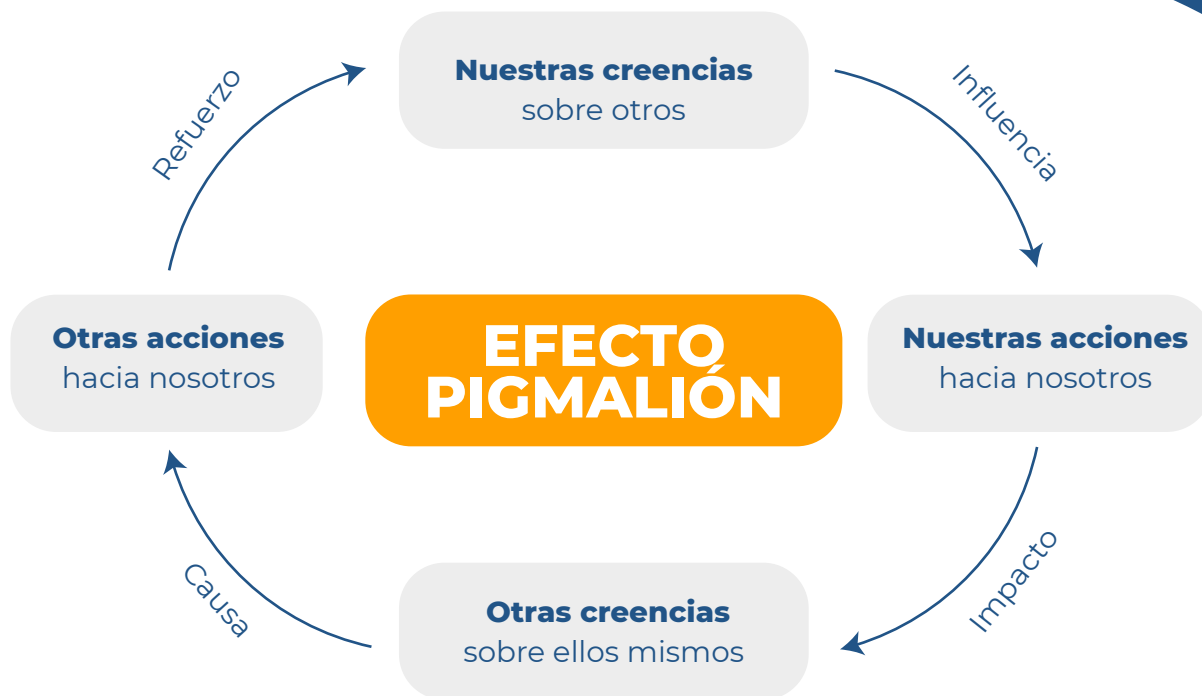 Nuestras creencias
sobre otros
Influencia
Nuestras acciones
hacia nosotros
Impacto
Otras creencias
sobre ellos mismos
Causa
Otras acciones
hacia nosotros
Refuerzo
EFECTO
PIGMALIÓN